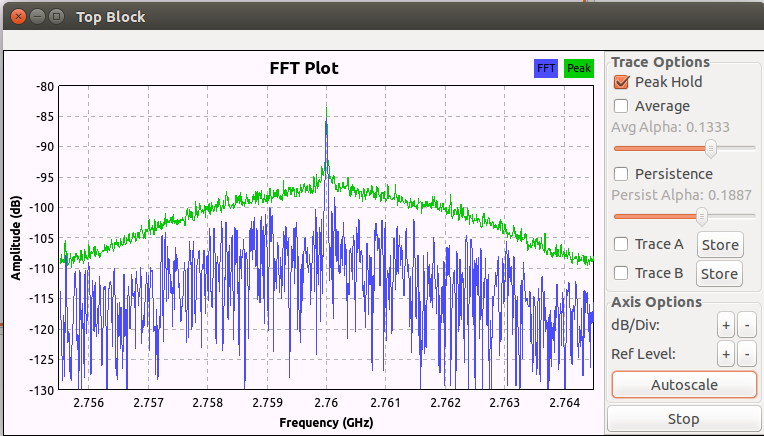 Top Block
FFT Plot
FFT
Peak
-80
-85
-90
-95
-100
-105
-110
-115
-120
-125
-130
Amplitude (dB)
2.756 2.757 2.758 2.759 2.76 2.761 2.762 2.763 2.764
Frequency (GHz)
Trace Options
Peak Hold
Average
Avg Alpha: 0.1333
Persistence
Persist Alpha: 0.1887
Trace A Store
Trace B Store
Axis Options
dB/Div: + -
Ref Level: + -
Autoscale
Stop